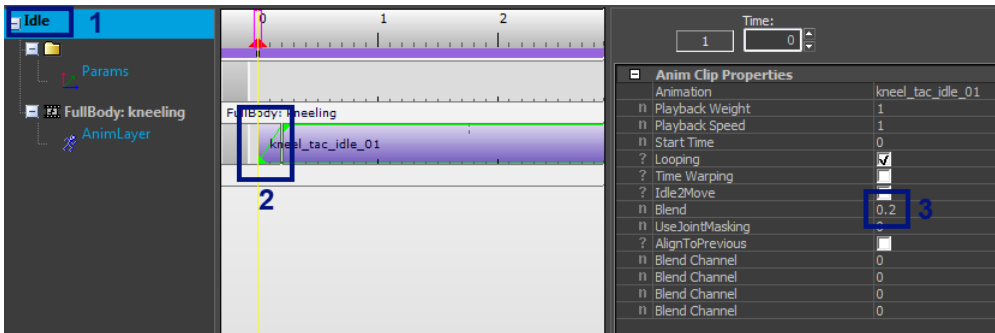 Idle
1
Params
FullBody: kneeling
AnimLayer
0 1 2
FullBody: kneeling
kneel_tac_idle_01
2
Time:
1 0
Anim Clip Properties
Animation kneel_tac_idle_01
n Playback Weight 1
n Playback Speed 1
n Start Time 0
? Looping
? Time Warping
? Idle2Move
n Blend 0.2
3
n UseJointMasking 0
? AlignToPrevious
n Blend Channel 0
n Blend Channel 0
n Blend Channel 0
n Blend Channel 0